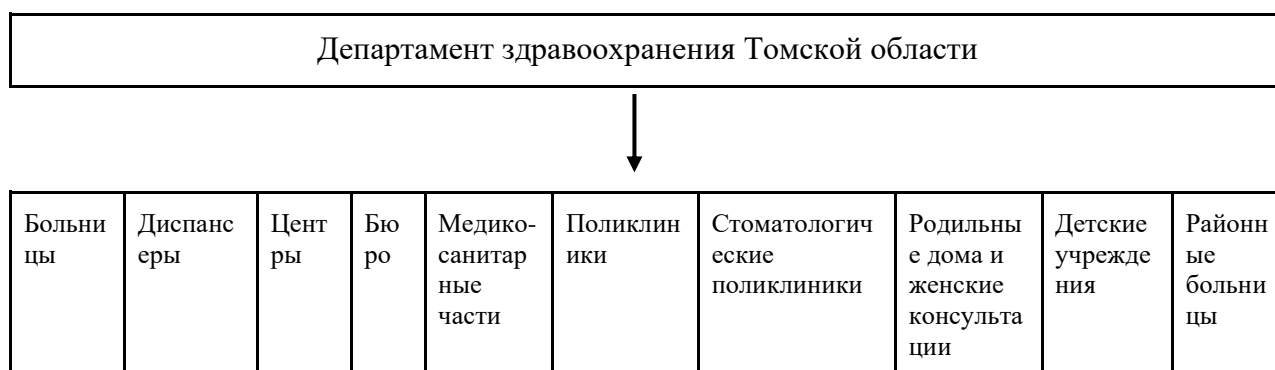 Департамент здравоохранения Томской области
Больни
цы
Диспанс
еры
Цент
ры
Бю
ро
Медико-
санитар
ные
части
Поликлин
ики
Стоматологич
еские
поликлиники
Родильны
е дома и
женские
консульта
ции
Детские
учрежде
ния
Районн
ые
больни
цы